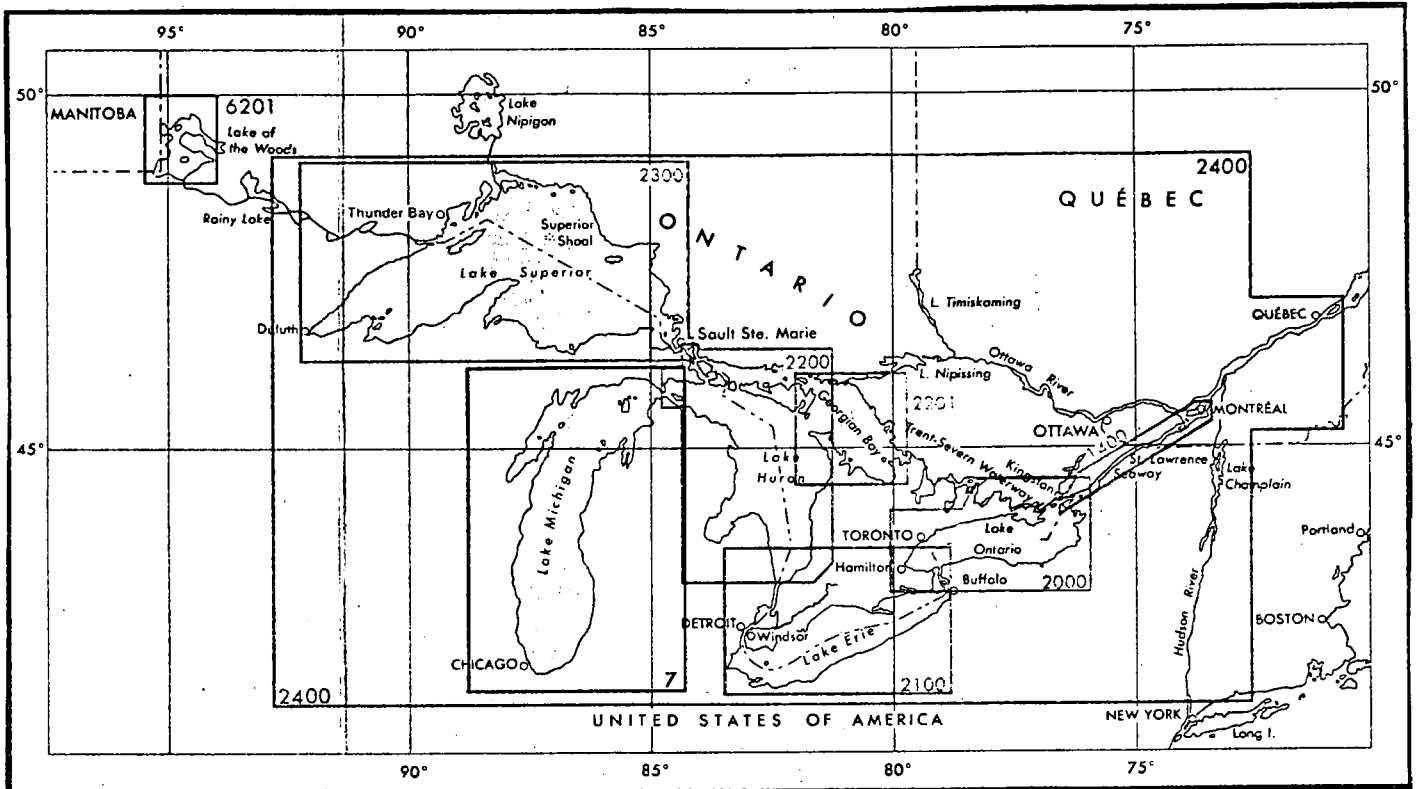 95° 90° 85° 80° 75°
50° 50°
MANITOBA
6201
Lake of
the Woods
Lake
Nipigon
2400
2300
QUÉBEC
Rainy Lake
Thunder Bay
Superior
Shoal
ONTARIO
Lake Superior
L. Timiskaming
Duluth
QUÉBEC
Sault Ste. Marie
2200
Ottawa River
L. Nipissing
Georgian Bay
2201
MONTRÉAL
OTTAWA
1400
45° 45°
Trent-Severn Waterway
Kingston
St. Lawrence
Seaway
Lake
Champlain
Lake
Huron
Lake Michigan
TORONTO
Lake
Ontario
Portland
Hamilton
Buffalo
2000
Hudson River
DETROIT
Windsor
BOSTON
Lake Erie
CHICAGO
7
2100
2400
UNITED STATES OF AMERICA
NEW YORK
Long I.
90° 85° 80° 75°